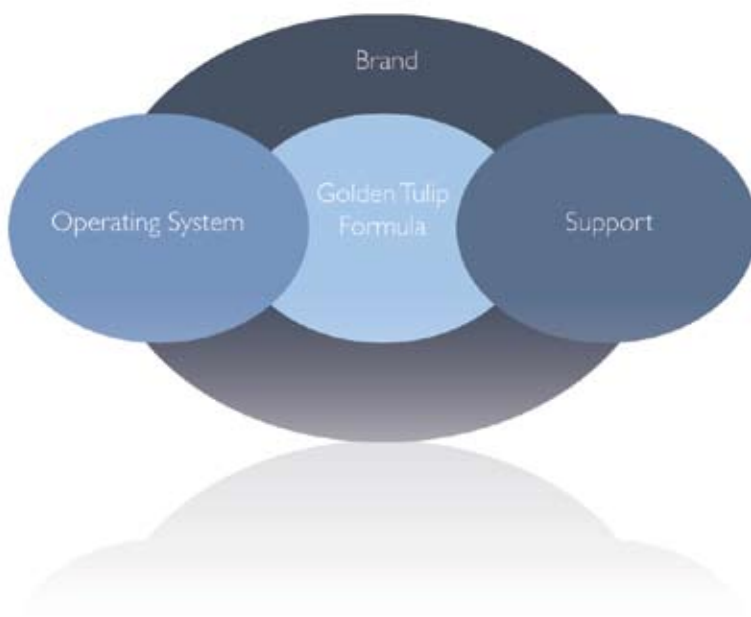 Brand
Operating System
Golden Tulip
Formula
Support